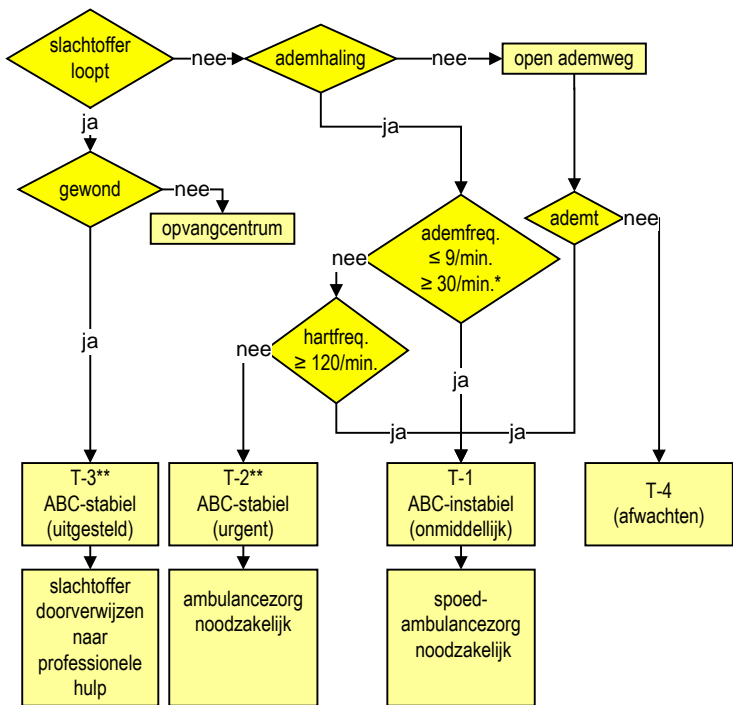 slachtoffer
loopt
nee
ademhaling
nee
open ademweg
ja
ja
gewond
nee
opvangcentrum
ademfreq.
≤ 9/min.
≥ 30/min.*
ademt
nee
nee
hartfreq.
≥ 120/min.
nee
ja
ja
ja
ja
T-3**
ABC-stabiel
(uitgesteld)
T-2**
ABC-stabiel
(urgent)
T-1
ABC-instabiel
(onmiddellijk)
T-4
(afwachten)
slachtoffer
doorverwijzen
naar
professionele
hulp
ambulancezorg
noodzakelijk
spoed-
ambulancezorg
noodzakelijk